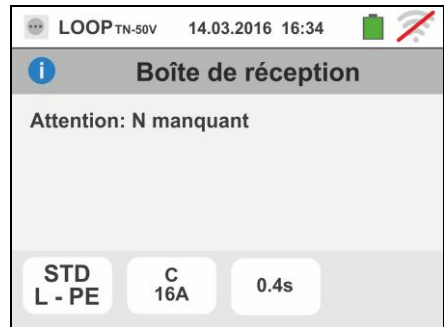 LOOP TN-50V 14.03.2016 16:34
i Boîte de réception
Attention: N manquant
STD
L - PE
C
16A
0.4s